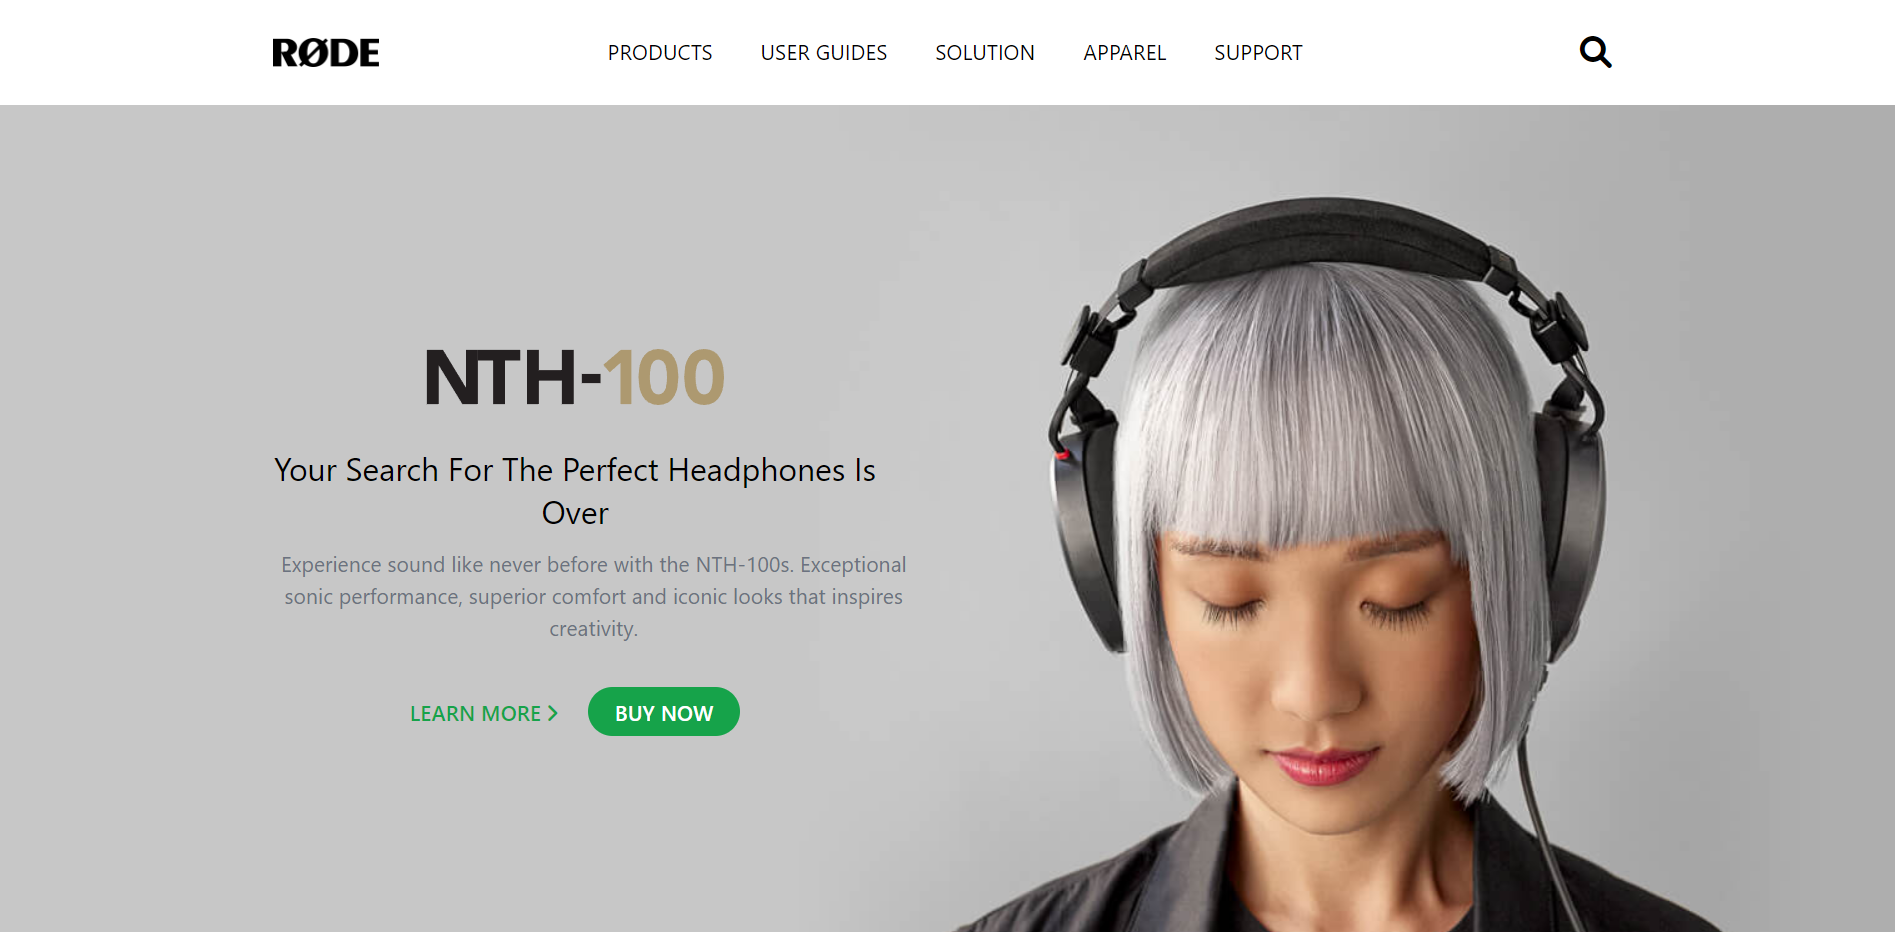 RØDE
PRODUCTS
USER GUIDES
SOLUTION
APPAREL
SUPPORT
NTH-100
Your Search For The Perfect Headphones Is
Over
Experience sound like never before with the NTH-100s. Exceptional
sonic performance, superior comfort and iconic looks that inspires
creativity.
LEARN MORE
BUY NOW